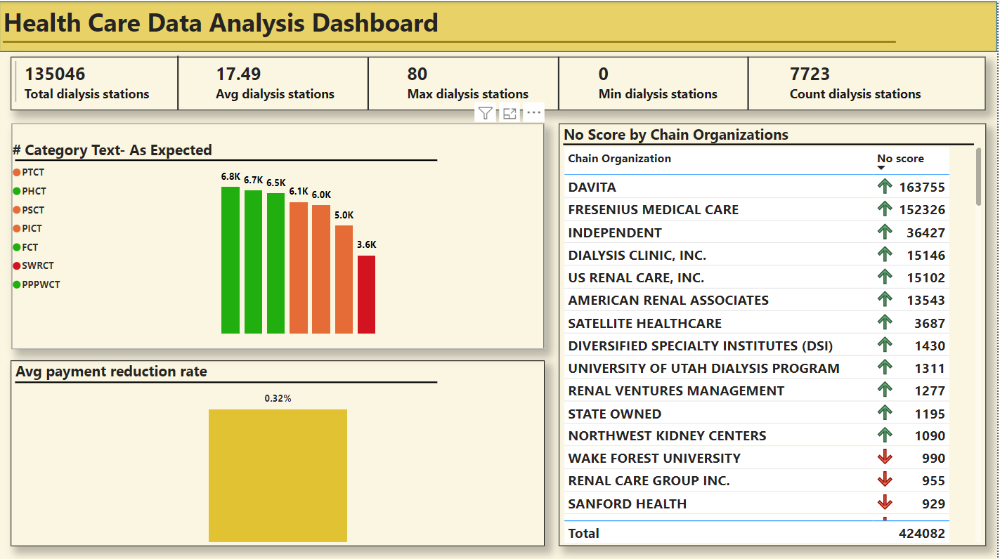 Health Care Data Analysis Dashboard
135046
Total dialysis stations
17.49
Avg dialysis stations
80
Max dialysis stations
0
Min dialysis stations
7723
Count dialysis stations
# Category Text- As Expected
PTCT
PHCT
PSCT
PICT
FCT
SWRCT
PPPWCT
6.8K 6.7K 6.5K 6.1K 6.0K 5.0K 3.6K
Avg payment reduction rate
0.32%
No Score by Chain Organizations
Chain Organization No score
DAVITA 163755
FRESENIUS MEDICAL CARE 152326
INDEPENDENT 36427
DIALYSIS CLINIC, INC. 15146
US RENAL CARE, INC. 15102
AMERICAN RENAL ASSOCIATES 13543
SATELLITE HEALTHCARE 3687
DIVERSIFIED SPECIALTY INSTITUTES (DSI) 1430
UNIVERSITY OF UTAH DIALYSIS PROGRAM 1311
RENAL VENTURES MANAGEMENT 1277
STATE OWNED 1195
NORTHWEST KIDNEY CENTERS 1090
WAKE FOREST UNIVERSITY 990
RENAL CARE GROUP INC. 955
SANFORD HEALTH 929
Total 424082